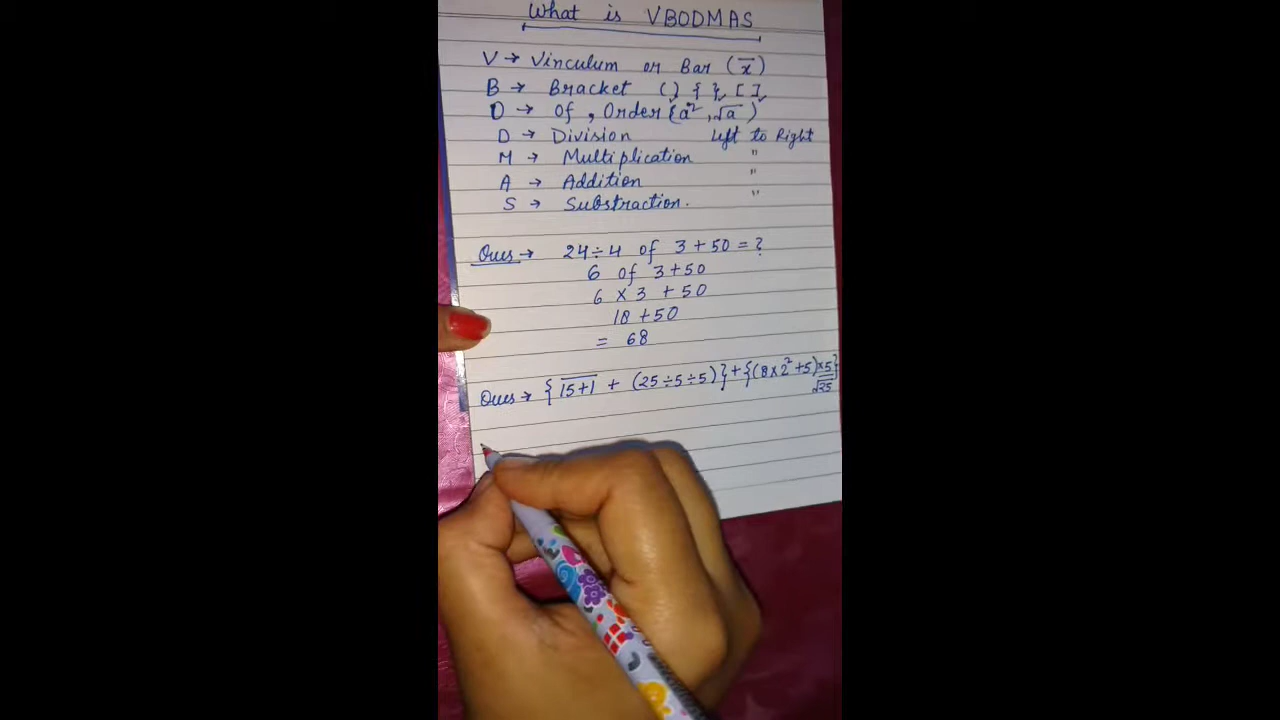 What is VBODMAS
V → Vinculum or Bar (x̅)
B → Bracket () { }, [ ],
O → Of , Order {a², √a )
D → Division Left to Right
M → Multiplication "
A → Addition "
S → Substraction. "
Ques → 24÷4 of 3+50 = ?
6 of 3+50
6 × 3 + 50
18 +50
= 68
Ques → { 1̅5̅+̅1̅ + (25÷5÷5)} + {(8×2²+5)×5/√25}